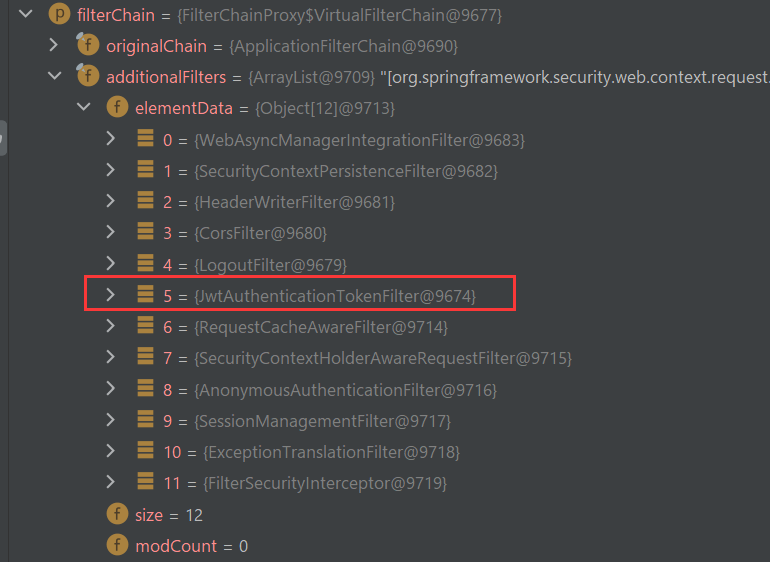 p filterChain = {FilterChainProxy$VirtualFilterChain@9677}
f originalChain = {ApplicationFilterChain@9690}
f additionalFilters = {ArrayList@9709} "[org.springframework.security.web.context.request.
f elementData = {Object[12]@9713}
0 = {WebAsyncManagerIntegrationFilter@9683}
1 = {SecurityContextPersistenceFilter@9682}
2 = {HeaderWriterFilter@9681}
3 = {CorsFilter@9680}
4 = {LogoutFilter@9679}
5 = {JwtAuthenticationTokenFilter@9674}
6 = {RequestCacheAwareFilter@9714}
7 = {SecurityContextHolderAwareRequestFilter@9715}
8 = {AnonymousAuthenticationFilter@9716}
9 = {SessionManagementFilter@9717}
10 = {ExceptionTranslationFilter@9718}
11 = {FilterSecurityInterceptor@9719}
f size = 12
f modCount = 0